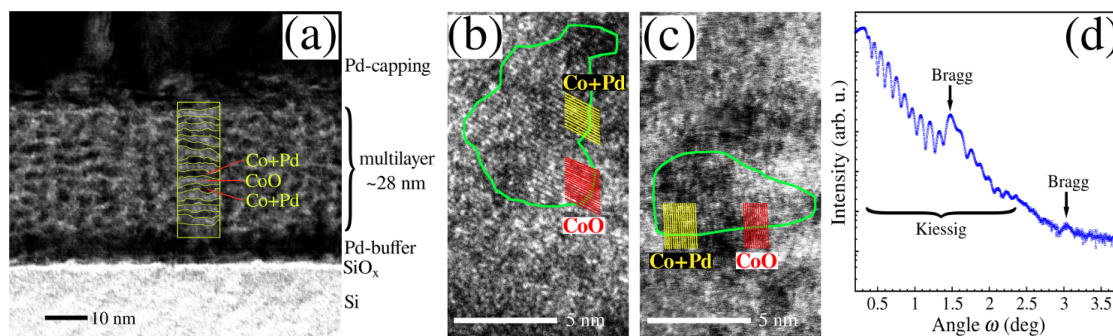 (a)
Pd-capping
Co+Pd
CoO
Co+Pd
multilayer
~28 nm
Pd-buffer
SiOx
Si
10 nm
(b)
Co+Pd
CoO
5 nm
(c)
Co+Pd
CoO
5 nm
(d)
Intensity (arb. u.)
Bragg
Bragg
Kiessig
0.5
1
1.5
2
2.5
3
3.5
Angle ω (deg)